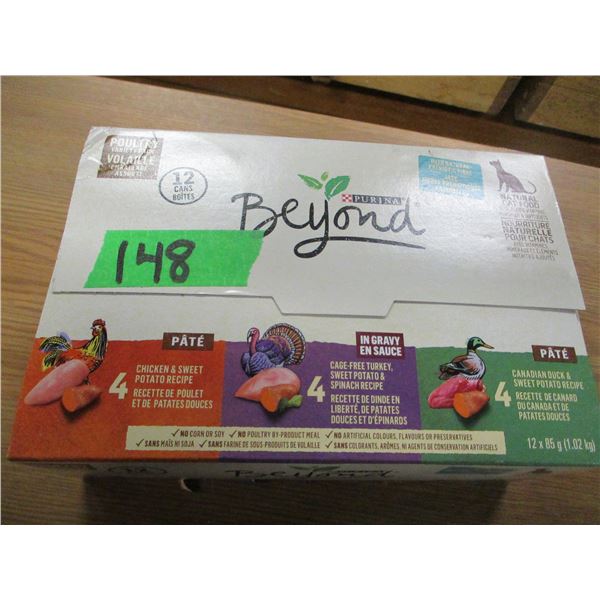 POULTRY
VARIETY PACK
VOLAILLE
EMBALLAGE
ASSORTI
12
CANS
BOÎTES
PURINA
Beyond
148
NATURAL
CAT FOOD
NOURRITURE
NATURELLE
POUR CHATS
PÂTÉ
4
CHICKEN & SWEET
POTATO RECIPE
RECETTE DE POULET
ET DE PATATES DOUCES
IN GRAVY
EN SAUCE
4
CAGE-FREE TURKEY,
SWEET POTATO &
SPINACH RECIPE
RECETTE DE DINDE EN
LIBERTÉ, DE PATATES
DOUCES ET D'ÉPINARDS
PÂTÉ
4
CANADIAN DUCK &
SWEET POTATO RECIPE
RECETTE DE CANARD
DU CANADA ET DE
PATATES DOUCES
✓ NO CORN OR SOY ✓ NO POULTRY BY-PRODUCT MEAL ✓ NO ARTIFICIAL COLOURS, FLAVOURS OR PRESERVATIVES
✓ SANS MAÏS NI SOJA ✓ SANS FARINE DE SOUS-PRODUITS DE VOLAILLE ✓ SANS COLORANTS, ARÔMES, NI AGENTS DE CONSERVATION ARTIFICIELS
12 x 85 g (1.02 kg)
Beyond